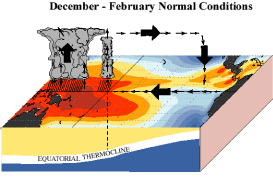 December - February Normal Conditions
EQUATORIAL THERMOCLINE